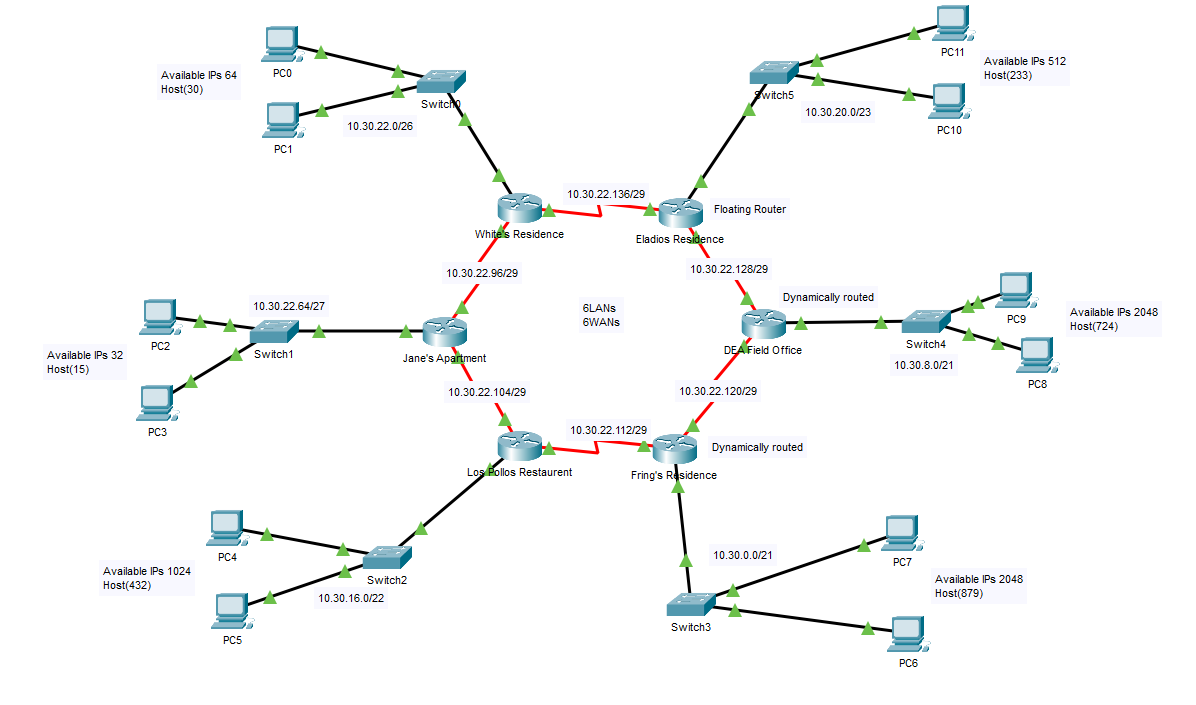 PC0
Available IPs 64
Host(30)
Switch0
PC1
10.30.22.0/26
PC11
Available IPs 512
Host(233)
Switch5
10.30.20.0/23
PC10
10.30.22.136/29
White's Residence
Floating Router
Eladios Residence
10.30.22.96/29
10.30.22.128/29
10.30.22.64/27
PC2
Switch1
Available IPs 32
Host(15)
PC3
Jane's Apartment
6LANs
6WANs
Dynamically routed
DEA Field Office
PC9
Available IPs 2048
Host(724)
Switch4
10.30.8.0/21
PC8
10.30.22.104/29
10.30.22.120/29
10.30.22.112/29
Los Pollos Restaurent
Dynamically routed
Fring's Residence
PC4
Available IPs 1024
Host(432)
Switch2
10.30.16.0/22
PC5
10.30.0.0/21
PC7
Available IPs 2048
Host(879)
Switch3
PC6